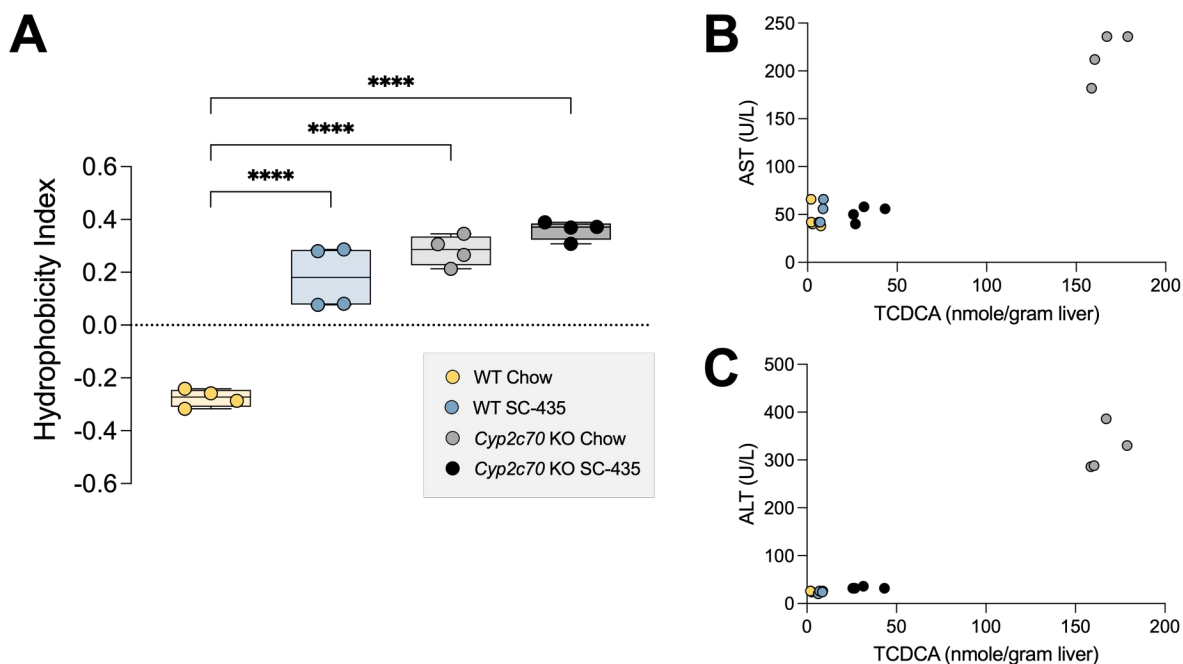 A
****
****
****
Hydrophobicity Index
0.6
0.4
0.2
0.0
-0.2
-0.4
-0.6
WT Chow
WT SC-435
Cyp2c70 KO Chow
Cyp2c70 KO SC-435
B
AST (U/L)
250
200
150
100
50
0
0 50 100 150 200
TCDCA (nmole/gram liver)
C
ALT (U/L)
500
400
300
200
100
0
0 50 100 150 200
TCDCA (nmole/gram liver)